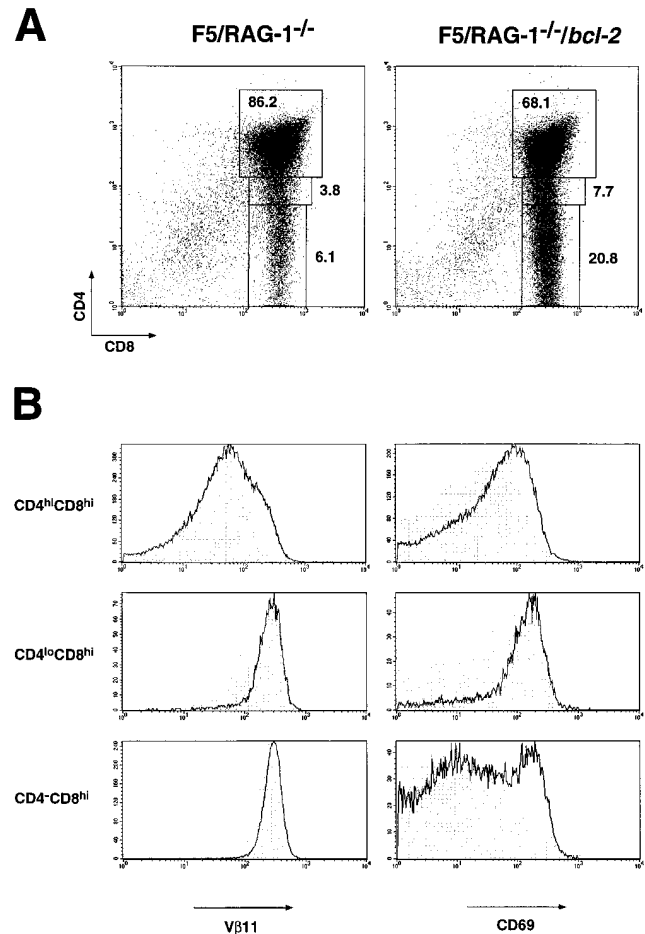 A
F5/RAG-1-/-
F5/RAG-1-/-/bcl-2
86.2
3.8
6.1
68.1
7.7
20.8
CD4
CD8
B
CD4hiCD8hi
CD4loCD8hi
CD4-CD8hi
Vβ11
CD69